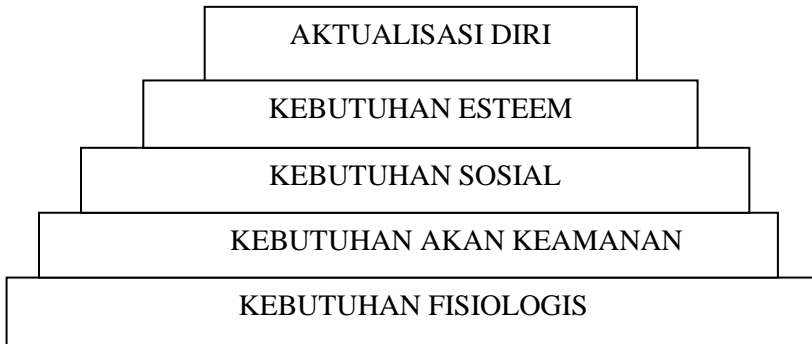 AKTUALISASI DIRI
KEBUTUHAN ESTEEM
KEBUTUHAN SOSIAL
KEBUTUHAN AKAN KEAMANAN
KEBUTUHAN FISIOLOGIS